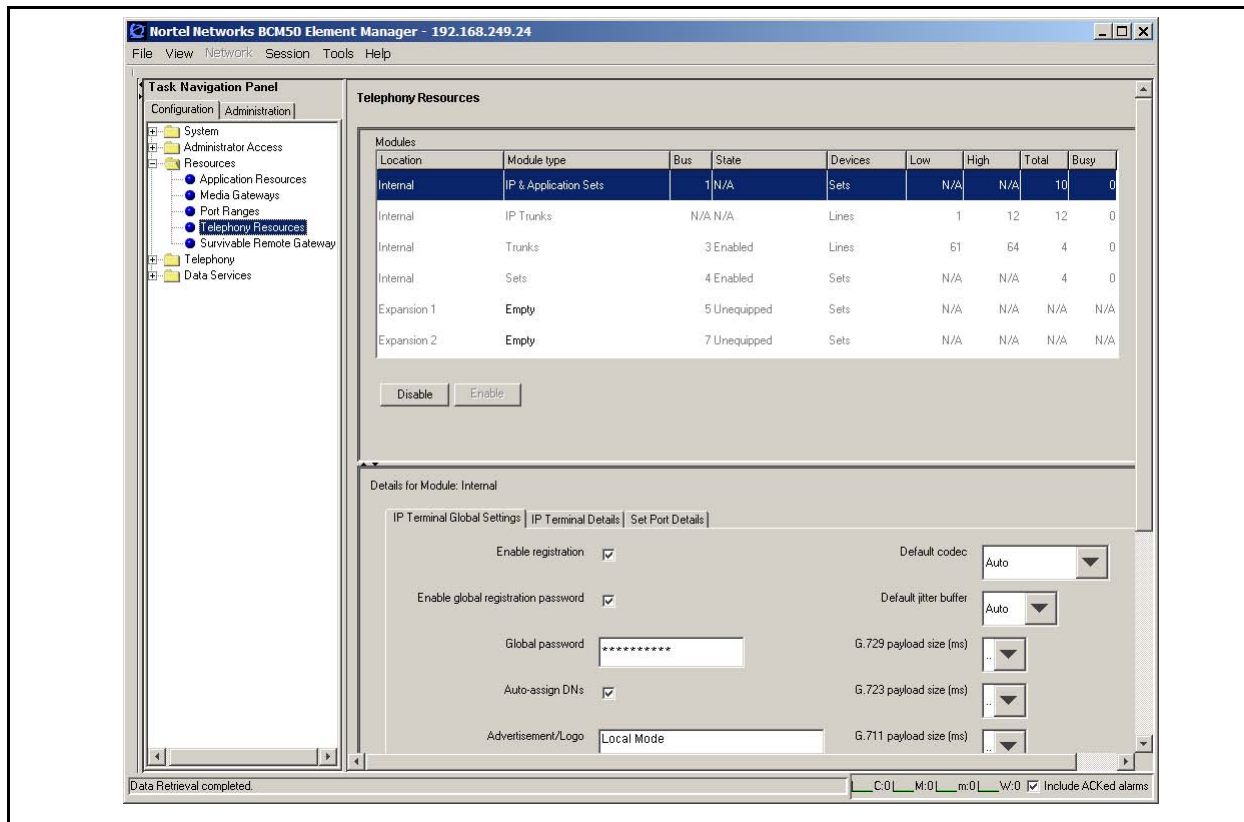 Nortel Networks BCM50 Element Manager - 192.168.249.24
File View Network Session Tools Help
Task Navigation Panel
Configuration Administration
System
Administrator Access
Resources
Application Resources
Media Gateways
Port Ranges
Telephony Resources
Survivable Remote Gateway
Telephony
Data Services
Telephony Resources
Modules
Location Module type Bus State Devices Low High Total Busy
Internal IP & Application Sets 1 N/A Sets N/A N/A 10 0
Internal IP Trunks N/A N/A Lines 1 12 12 0
Internal Trunks 3 Enabled Lines 61 64 4 0
Internal Sets 4 Enabled Sets N/A N/A 4 0
Expansion 1 Empty 5 Unequipped Sets N/A N/A N/A N/A
Expansion 2 Empty 7 Unequipped Sets N/A N/A N/A N/A
Disable Enable
Details for Module: Internal
IP Terminal Global Settings IP Terminal Details Set Port Details
Enable registration Default codec Auto
Enable global registration password Default jitter buffer Auto
Global password ********** G.729 payload size (ms) ..
Auto-assign DNs G.723 payload size (ms) ..
Advertisement/Logo Local Mode G.711 payload size (ms) ..
Data Retrieval completed. C:0 M:0 m:0 W:0 Include ACKed alarms